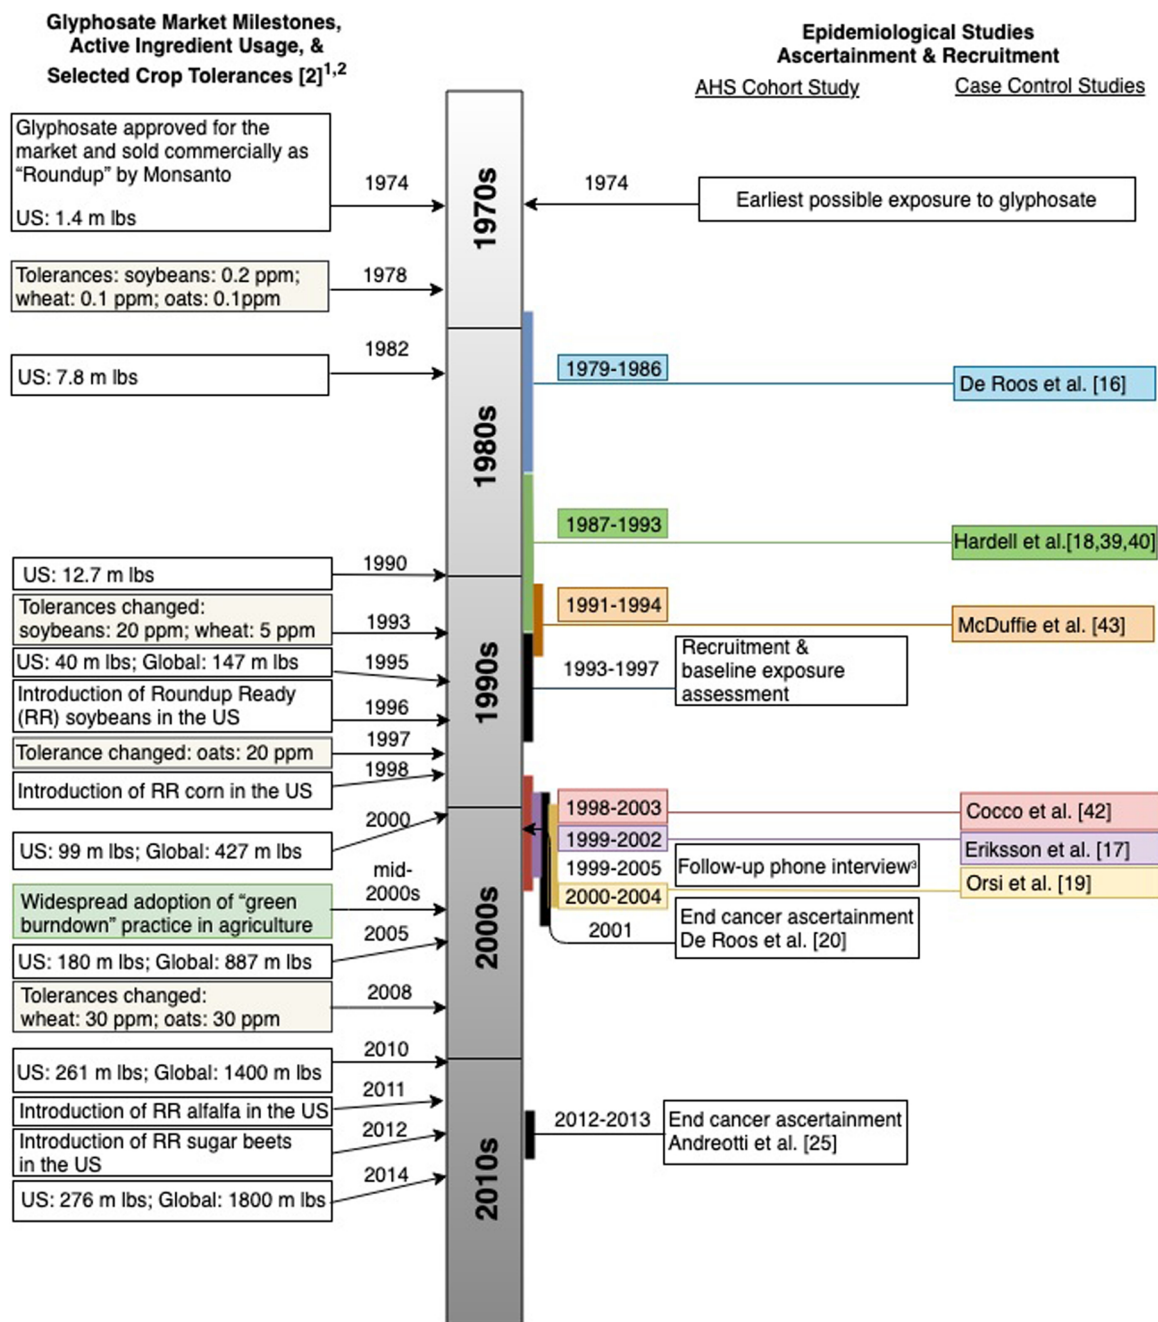 Glyphosate Market Milestones,
Active Ingredient Usage, &
Selected Crop Tolerances [2]1,2
Epidemiological Studies
Ascertainment & Recruitment
AHS Cohort Study
Case Control Studies
Glyphosate approved for the
market and sold commercially as
“Roundup” by Monsanto
US: 1.4 m lbs
1974
1970s
1974
Earliest possible exposure to glyphosate
Tolerances: soybeans: 0.2 ppm;
wheat: 0.1 ppm; oats: 0.1ppm
1978
US: 7.8 m lbs
1982
1980s
1979-1986
De Roos et al. [16]
1987-1993
Hardell et al.[18,39,40]
US: 12.7 m lbs
1990
Tolerances changed:
soybeans: 20 ppm; wheat: 5 ppm
1993
US: 40 m lbs; Global: 147 m lbs
1995
Introduction of Roundup Ready
(RR) soybeans in the US
1996
Tolerance changed: oats: 20 ppm
1997
Introduction of RR corn in the US
1998
1990s
1991-1994
McDuffie et al. [43]
1993-1997
Recruitment &
baseline exposure
assessment
US: 99 m lbs; Global: 427 m lbs
2000
Widespread adoption of “green
burndown” practice in agriculture
mid-
2000s
US: 180 m lbs; Global: 887 m lbs
2005
Tolerances changed:
wheat: 30 ppm; oats: 30 ppm
2008
2000s
1998-2003
Cocco et al. [42]
1999-2002
Eriksson et al. [17]
1999-2005
Follow-up phone interview3
2000-2004
Orsi et al. [19]
2001
End cancer ascertainment
De Roos et al. [20]
US: 261 m lbs; Global: 1400 m lbs
2010
Introduction of RR alfalfa in the US
2011
Introduction of RR sugar beets
in the US
2012
US: 276 m lbs; Global: 1800 m lbs
2014
2010s
2012-2013
End cancer ascertainment
Andreotti et al. [25]